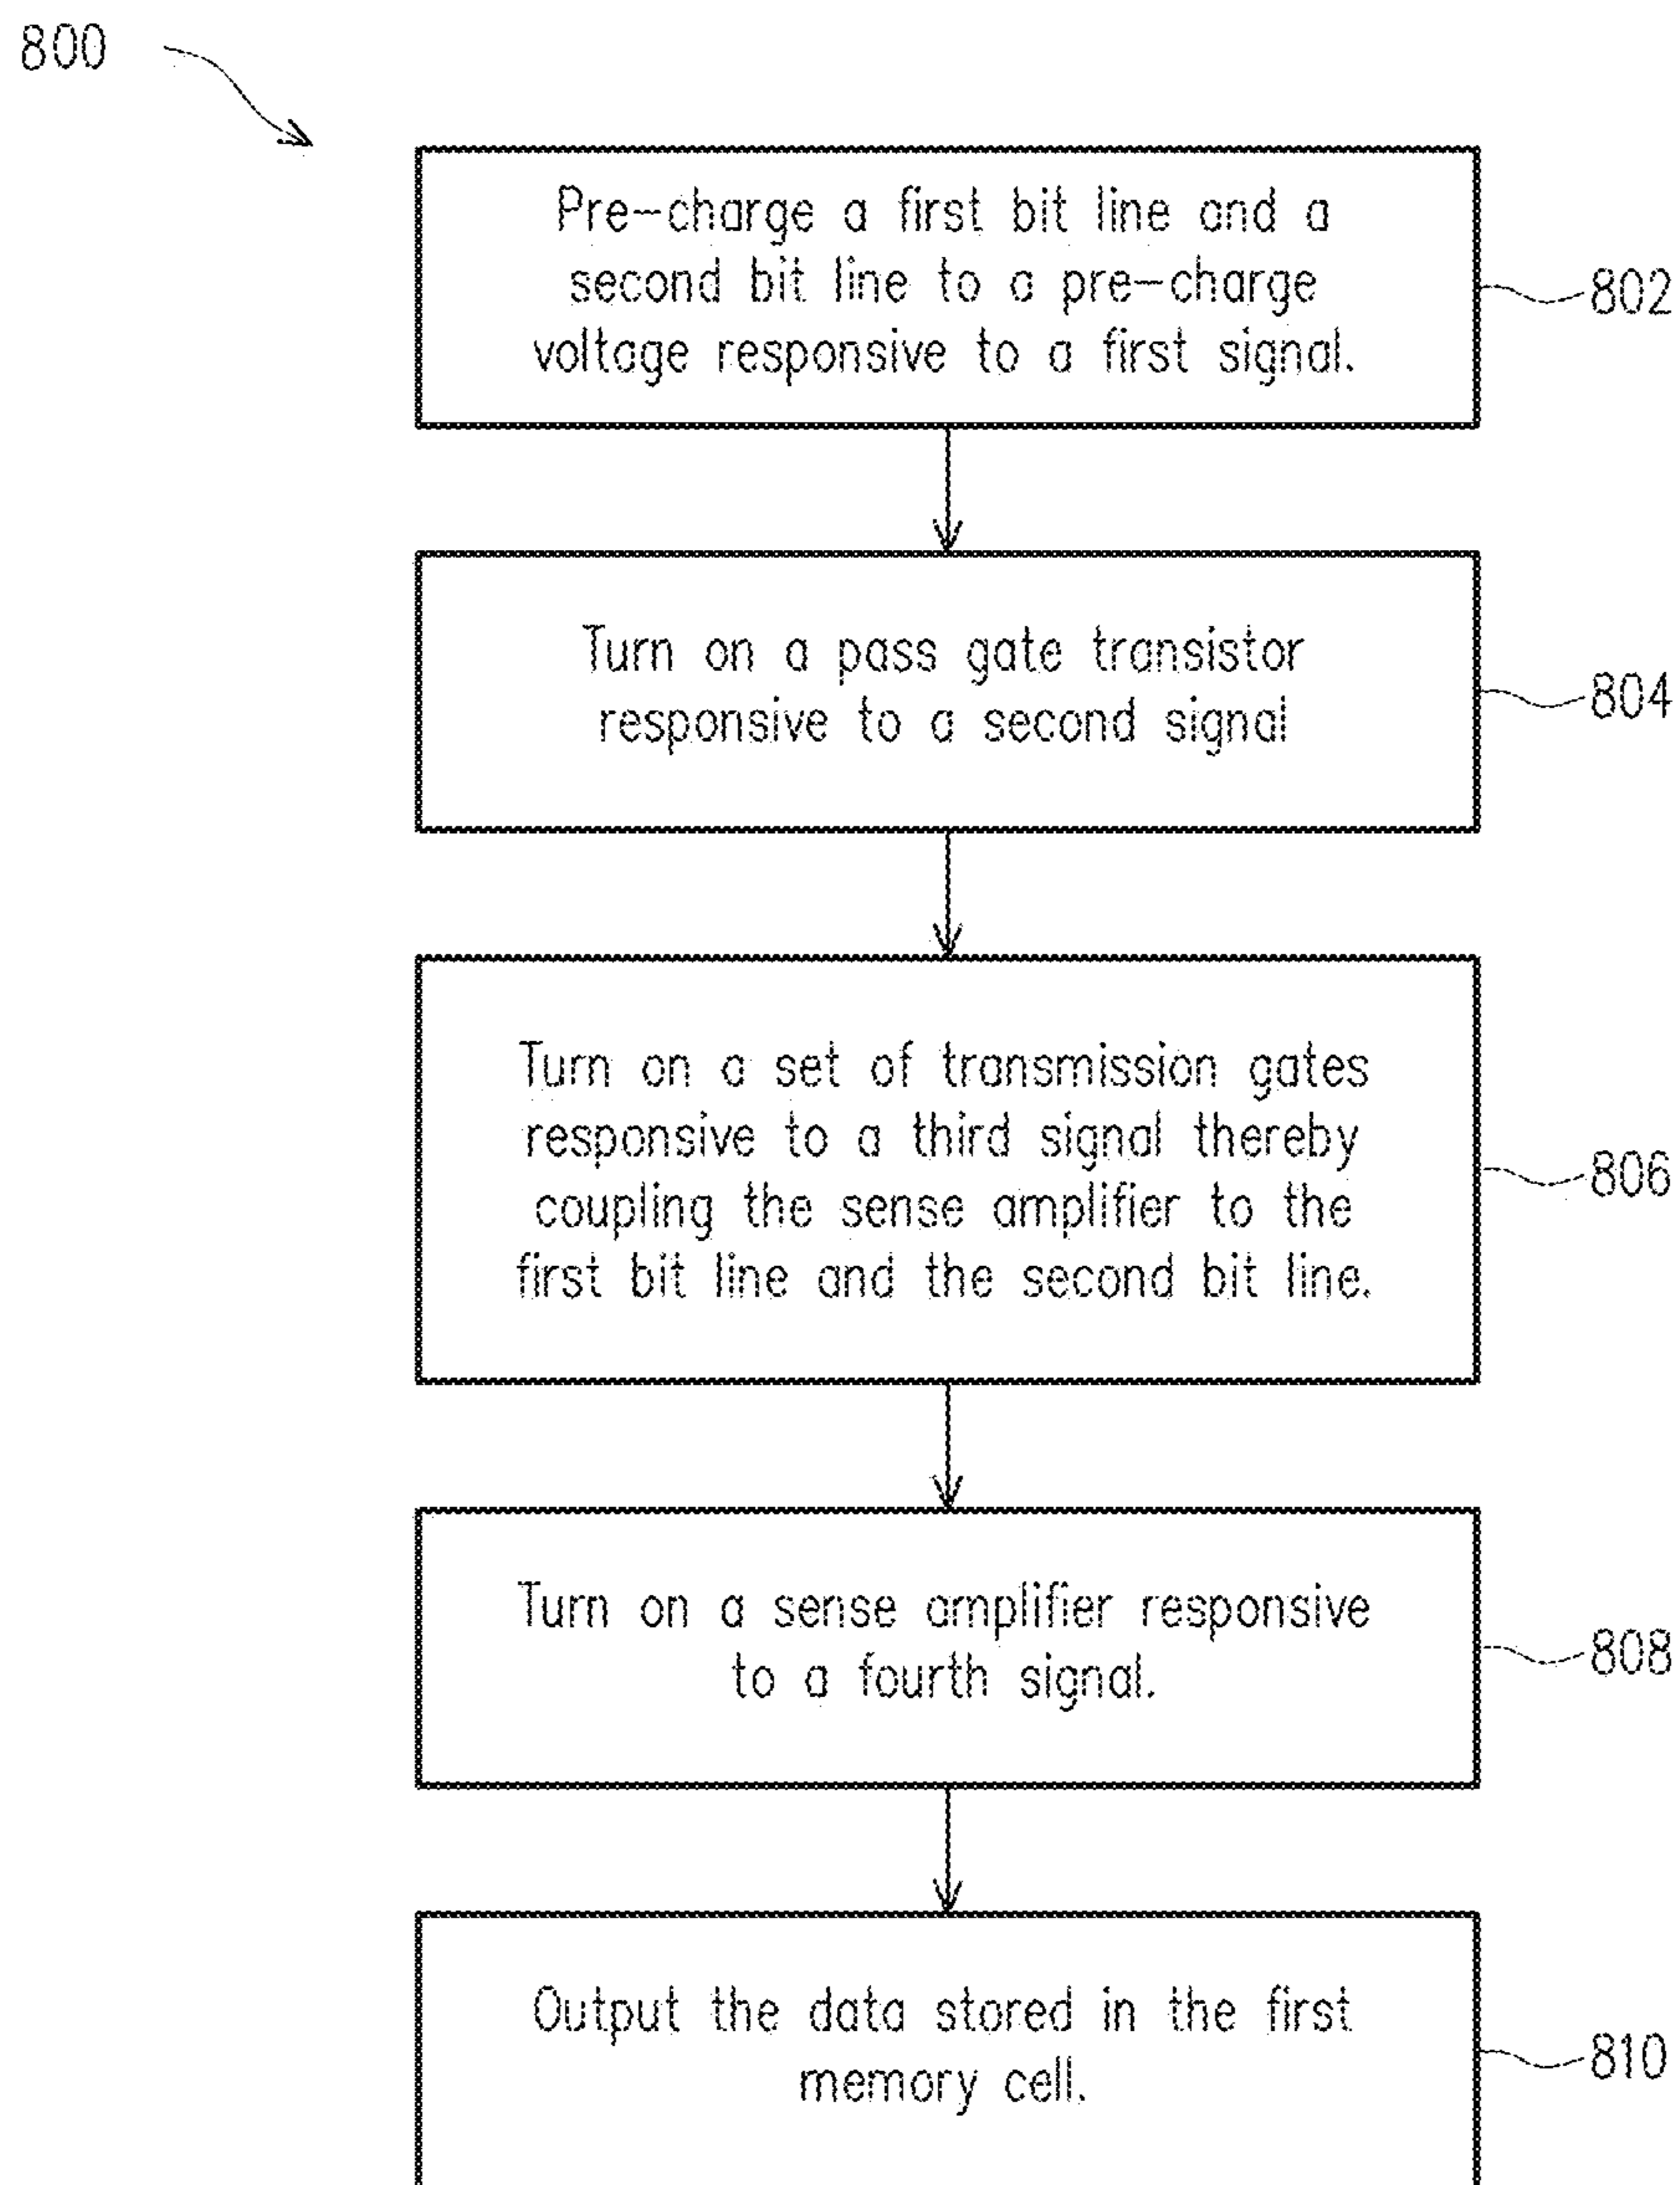 800
Pre-charge a first bit line and a
second bit line to a pre-charge
voltage responsive to a first signal.
802
Turn on a pass gate transistor
responsive to a second signal
804
Turn on a set of transmission gates
responsive to a third signal thereby
coupling the sense amplifier to the
first bit line and the second bit line.
806
Turn on a sense amplifier responsive
to a fourth signal.
808
Output the data stored in the first
memory cell.
810